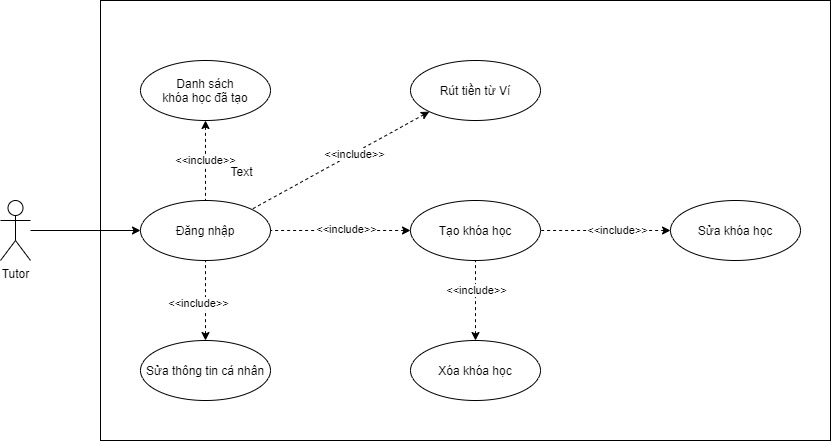 Danh sách
khóa học đã tạo
Rút tiền từ Ví
<<include>>
<<include>>
Text
Đăng nhập
<<include>>
Tạo khóa học
<<include>>
Sửa khóa học
Tutor
<<include>>
<<include>>
Sửa thông tin cá nhân
Xóa khóa học